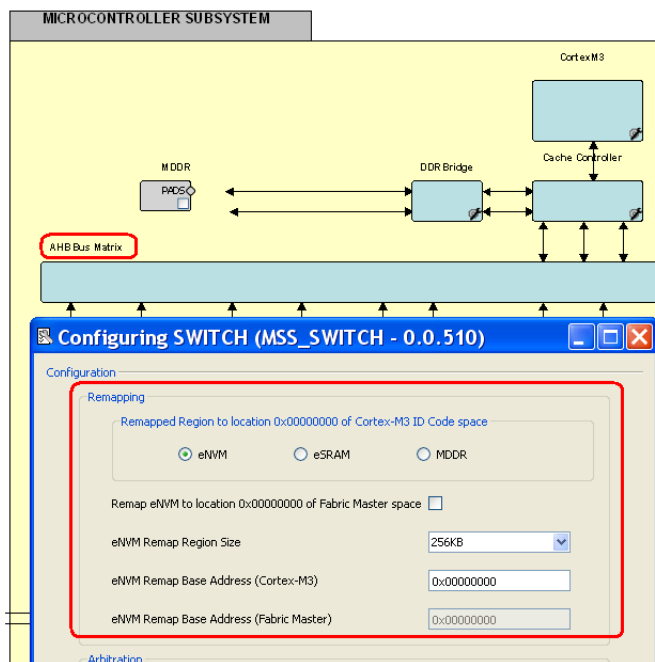 MICROCONTROLLER SUBSYSTEM
CortexM3
MDDR
DDR Bridge
Cache Controller
PADS
AHB Bus Matrix
Configuring SWITCH (MSS_SWITCH - 0.0.510)
Configuration
Remapping
Remapped Region to location 0x00000000 of Cortex-M3 ID Code space
eNVM eSRAM MDDR
Remap eNVM to location 0x00000000 of Fabric Master space
eNVM Remap Region Size 256KB
eNVM Remap Base Address (Cortex-M3) 0x00000000
eNVM Remap Base Address (Fabric Master) 0x00000000
Arbitration